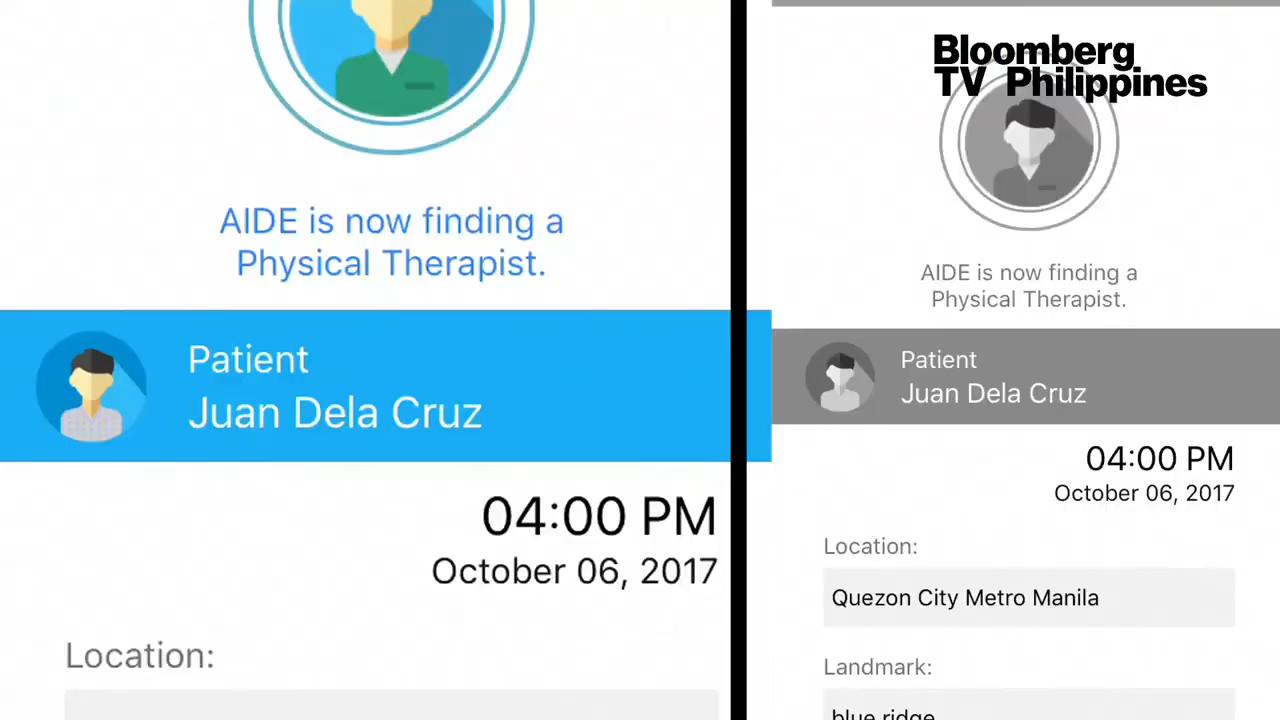 AIDE is now finding a
Physical Therapist.
Patient
Juan Dela Cruz
04:00 PM
October 06, 2017
Location:
Bloomberg
TV Philippines
AIDE is now finding a
Physical Therapist.
Patient
Juan Dela Cruz
04:00 PM
October 06, 2017
Location:
Quezon City Metro Manila
Landmark:
blue ridge